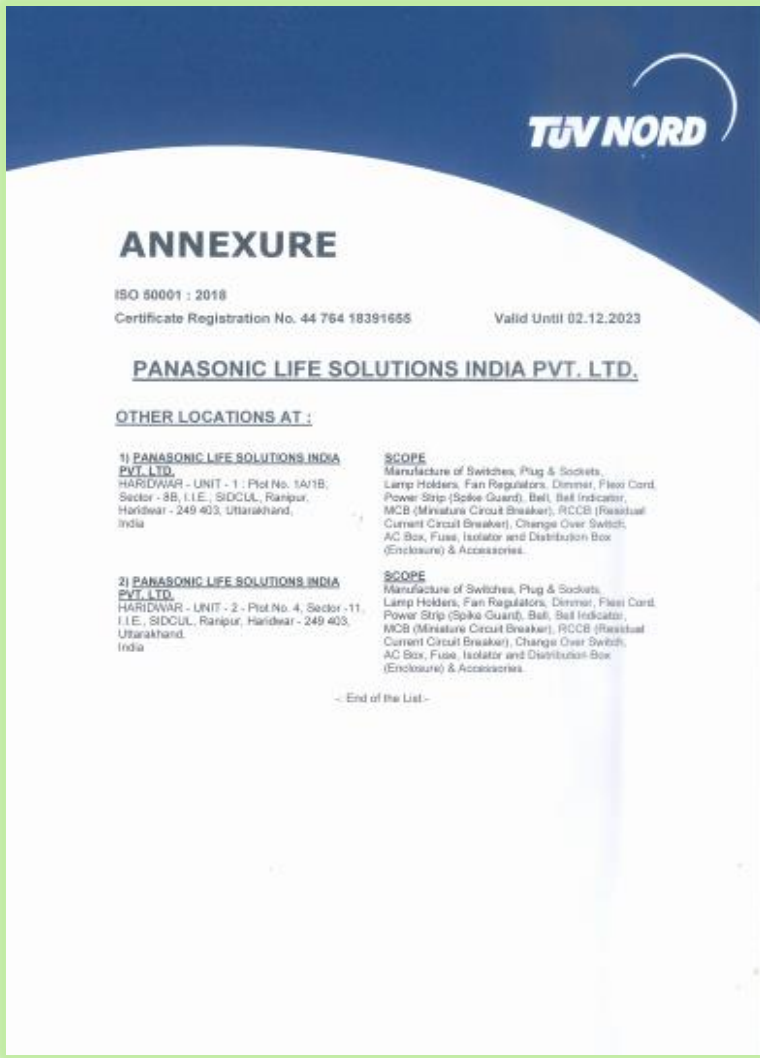 TÜV NORD
ANNEXURE
ISO 50001 : 2018
Certificate Registration No. 44 764 18391655 Valid Until 02.12.2023
PANASONIC LIFE SOLUTIONS INDIA PVT. LTD.
OTHER LOCATIONS AT :
1) PANASONIC LIFE SOLUTIONS INDIA
PVT. LTD.
HARIDWAR - UNIT - 1 : Plot No. 1A/1B,
Sector - 8B, I.I.E., SIDCUL, Ranipur,
Haridwar - 249 403, Uttarakhand,
India
SCOPE
Manufacture of Switches, Plug & Sockets,
Lamp Holders, Fan Regulators, Dimmer, Flexi Cord,
Power Strip (Spike Guard), Bell, Bell Indicator,
MCB (Miniature Circuit Breaker), RCCB (Residual
Current Circuit Breaker), Change Over Switch,
AC Box, Fuse, Isolator and Distribution Box
(Enclosure) & Accessories.
2) PANASONIC LIFE SOLUTIONS INDIA
PVT. LTD.
HARIDWAR - UNIT - 2 - Plot No. 4, Sector -11,
I.I.E., SIDCUL, Ranipur, Haridwar - 249 403,
Uttarakhand,
India
SCOPE
Manufacture of Switches, Plug & Sockets,
Lamp Holders, Fan Regulators, Dimmer, Flexi Cord,
Power Strip (Spike Guard), Bell, Bell Indicator,
MCB (Miniature Circuit Breaker), RCCB (Residual
Current Circuit Breaker), Change Over Switch,
AC Box, Fuse, Isolator and Distribution Box
(Enclosure) & Accessories.
-: End of the List:-